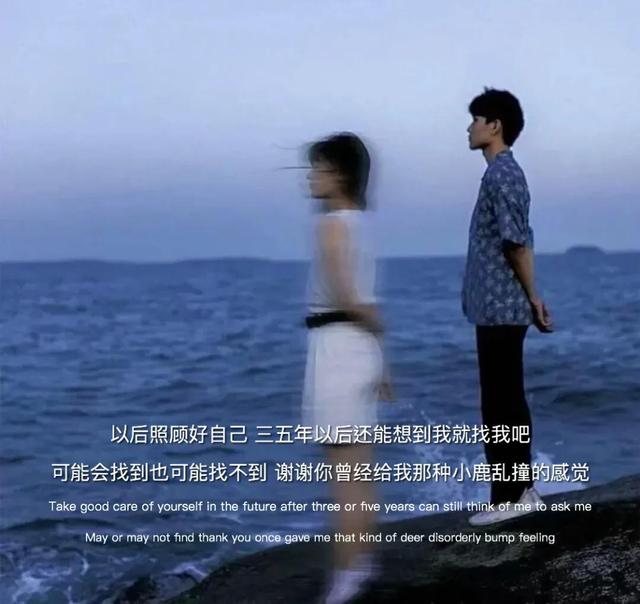 以后照顾好自己 三五年以后还能想到我就找我吧
可能会找到也可能找不到 谢谢你曾经给我那种小鹿乱撞的感觉
Take good care of yourself in the future after three or five years can still think of me to ask me
May or may not find thank you once gave me that kind of deer disorderly bump feeling